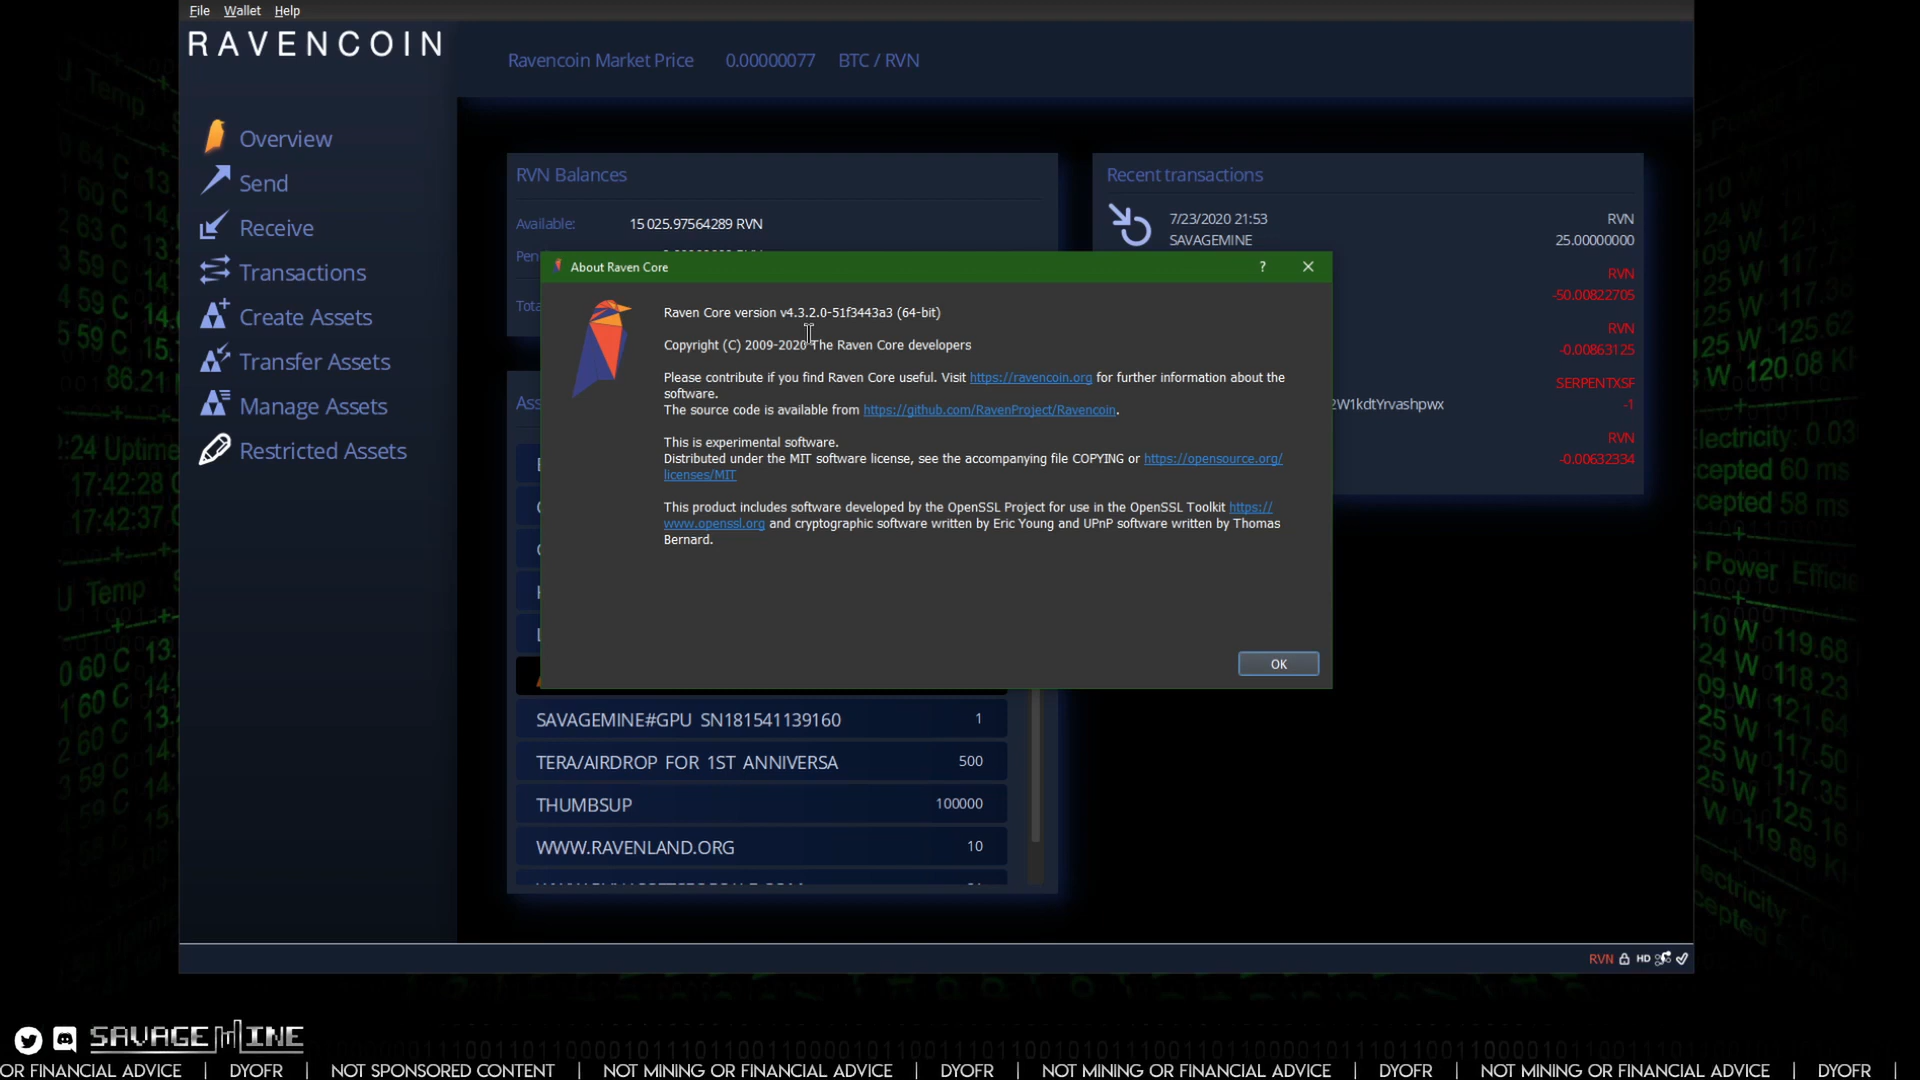 File Wallet Help
RAVENCOIN
Ravencoin Market Price 0.00000077 BTC / RVN
Overview
Send
Receive
Transactions
Create Assets
Transfer Assets
Manage Assets
Restricted Assets
RVN Balances
Available: 15 025.97564289 RVN
Recent transactions
7/23/2020 21:53 RVN
SAVAGEMINE 25.00000000
RVN
-50.00822705
RVN
-0.00863125
SERPENTXSF
2W1kdtYrvashpwx -1
RVN
-0.00632334
About Raven Core ?
Raven Core version v4.3.2.0-51f3443a3 (64-bit)
Copyright (C) 2009-2020 The Raven Core developers
Please contribute if you find Raven Core useful. Visit https://ravencoin.org for further information about the
software.
The source code is available from https://github.com/RavenProject/Ravencoin.
This is experimental software.
Distributed under the MIT software license, see the accompanying file COPYING or https://opensource.org/
licenses/MIT
This product includes software developed by the OpenSSL Project for use in the OpenSSL Toolkit https://
www.openssl.org and cryptographic software written by Eric Young and UPnP software written by Thomas
Bernard.
OK
SAVAGEMINE#GPU SN181541139160 1
TERA/AIRDROP FOR 1ST ANNIVERSA 500
THUMBSUP 100000
WWW.RAVENLAND.ORG 10
RVN HD
SAVAGEMINE
OR FINANCIAL ADVICE | DYOFR | NOT SPONSORED CONTENT | NOT MINING OR FINANCIAL ADVICE | DYOFR | NOT MINING OR FINANCIAL ADVICE | DYOFR | NOT MINING OR FINANCIAL ADVICE | DYOFR |